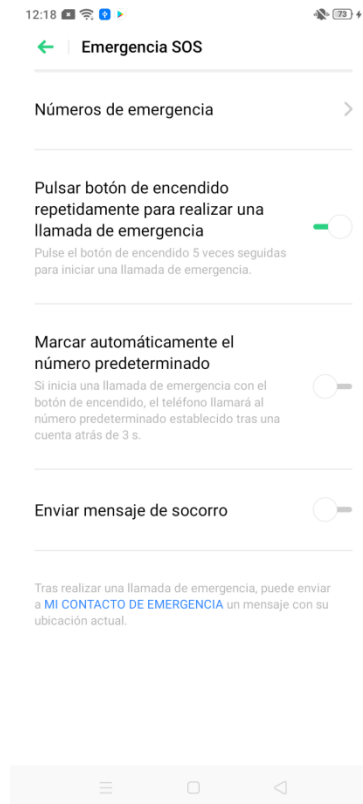 12:18
73
Emergencia SOS
Números de emergencia
Pulsar botón de encendido
repetidamente para realizar una
llamada de emergencia
Pulse el botón de encendido 5 veces seguidas
para iniciar una llamada de emergencia.
Marcar automáticamente el
número predeterminado
Si inicia una llamada de emergencia con el
botón de encendido, el teléfono llamará al
número predeterminado establecido tras una
cuenta atrás de 3 s.
Enviar mensaje de socorro
Tras realizar una llamada de emergencia, puede enviar
a MI CONTACTO DE EMERGENCIA un mensaje con su
ubicación actual.